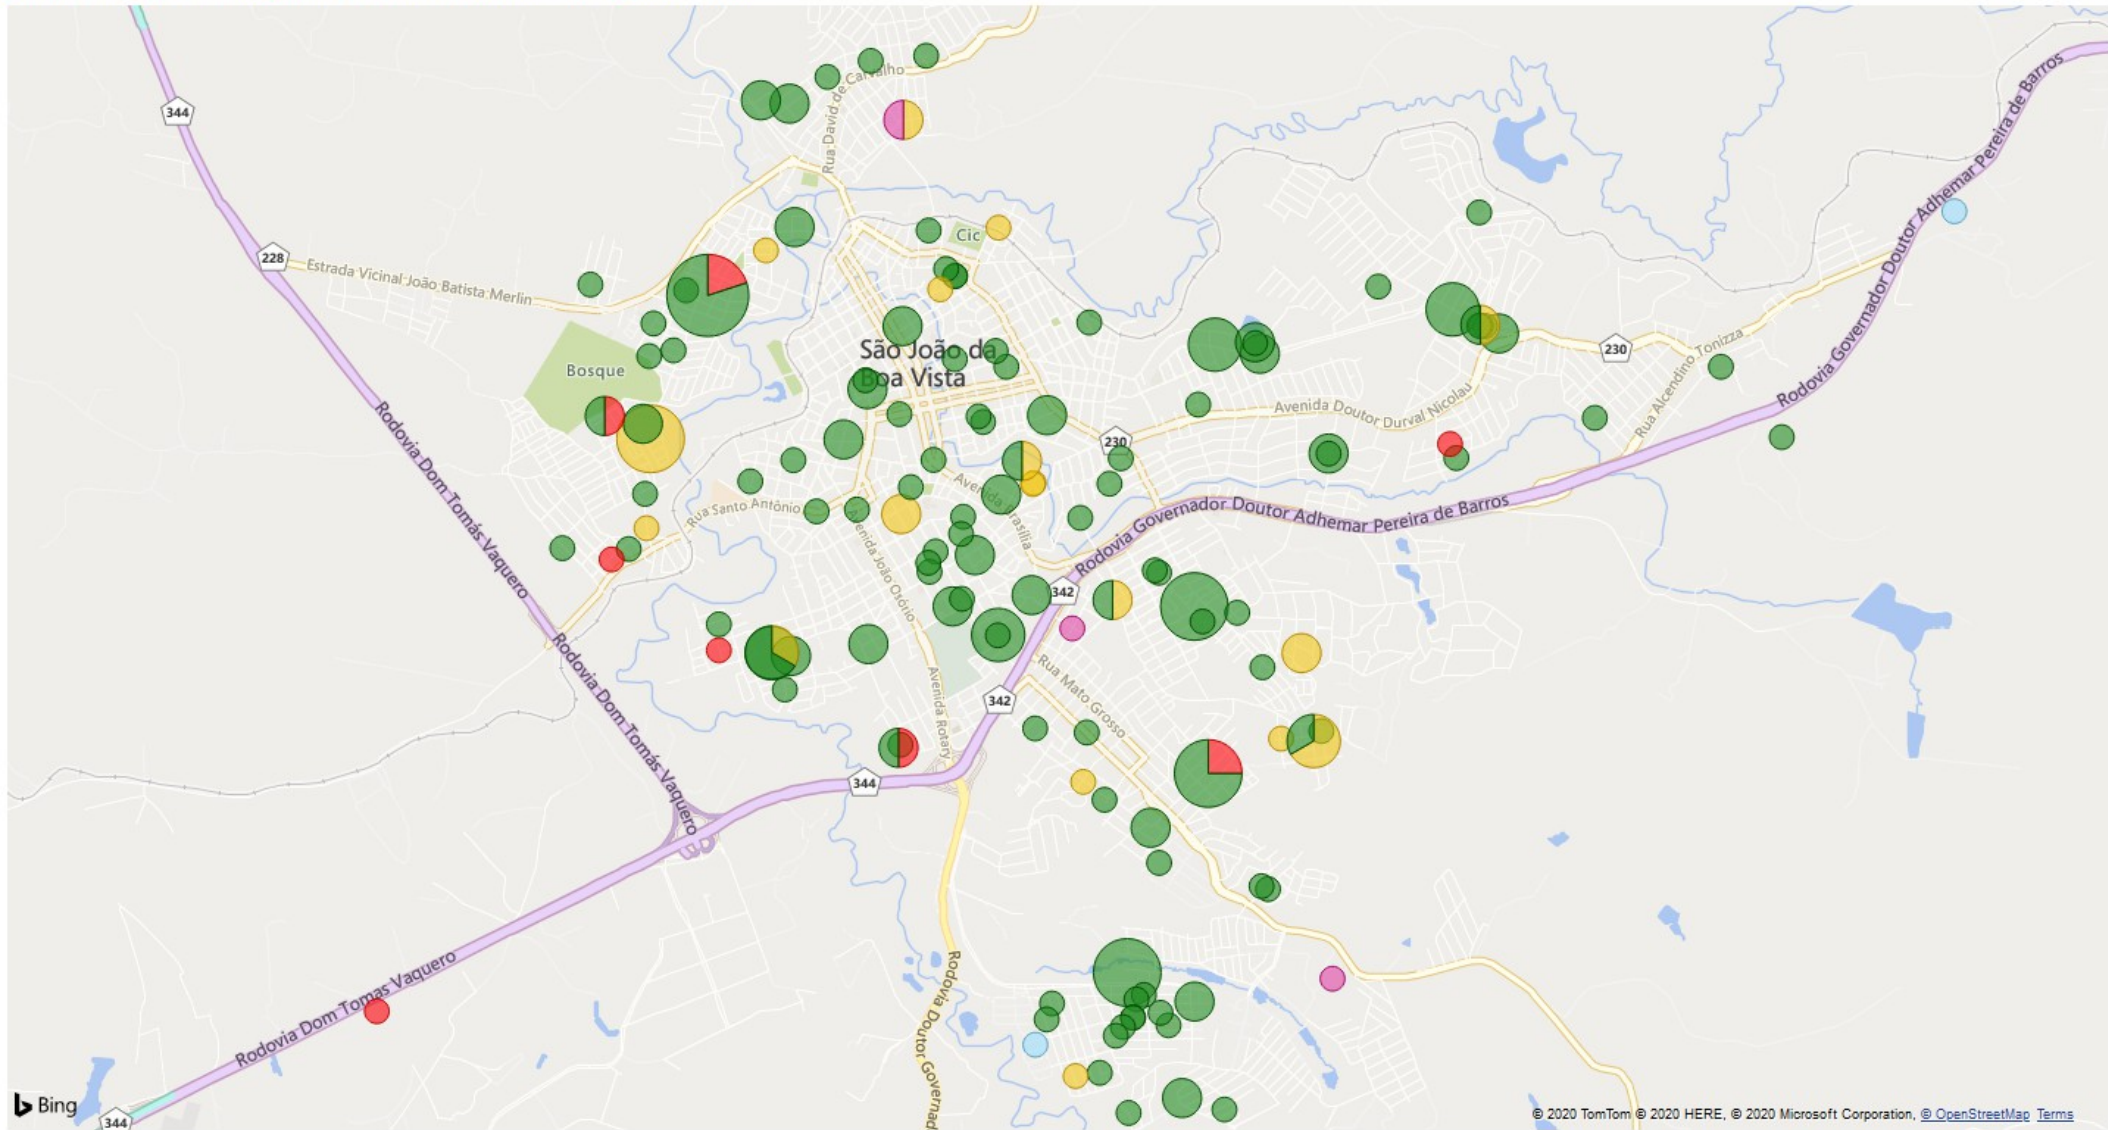 Rua David de Carvalho
344
Rodovia Governador Doutor Adhemar Pereira de Barros
228
Estrada Vicinal João Batista Merlin
Cic
São João da
Boa Vista
Bosque
230
Rua Alcendino Tonizza
Avenida Doutor Durval Nicolau
230
Rodovia Dom Tomás Vaquero
Rua Santo Antônio
Avenida Brasília
Rodovia Governador Doutor Adhemar Pereira de Barros
Avenida João Osório
342
Rodovia Dom Tomás Vaquero
Avenida Rotary
Rua Mato Grosso
342
344
Rodovia Dom Tomas Vaquero
Rodovia Doutor Governad
Bing
344
© 2020 TomTom © 2020 HERE, © 2020 Microsoft Corporation, © OpenStreetMap Terms